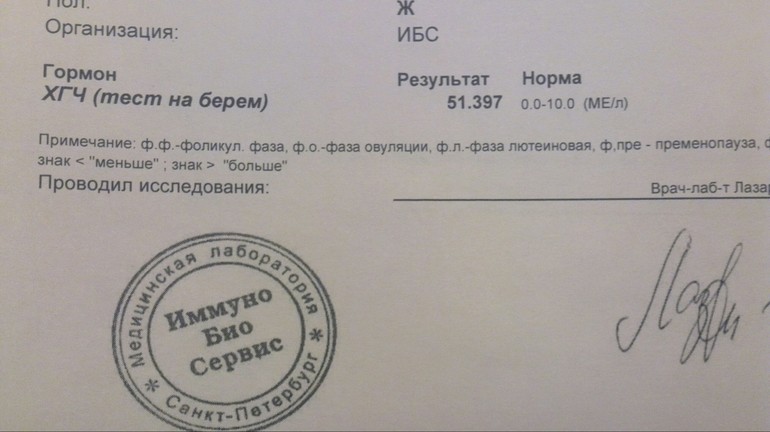 Пол:
Ж
Организация:
ИБС
Гормон
Результат
Норма
ХГЧ (тест на берем)
51.397
0.0-10.0 (МЕ/л)
Примечание: ф.ф.-фоликул. фаза, ф.о.-фаза овуляции, ф.л.-фаза лютеиновая, ф,пре - пременопауза,
знак < "меньше" ; знак > "больше"
Проводил исследования:
Врач-лаб-т Лазар
Медицинская лаборатория
Иммуно
Био
Сервис
* Санкт-Петербург *